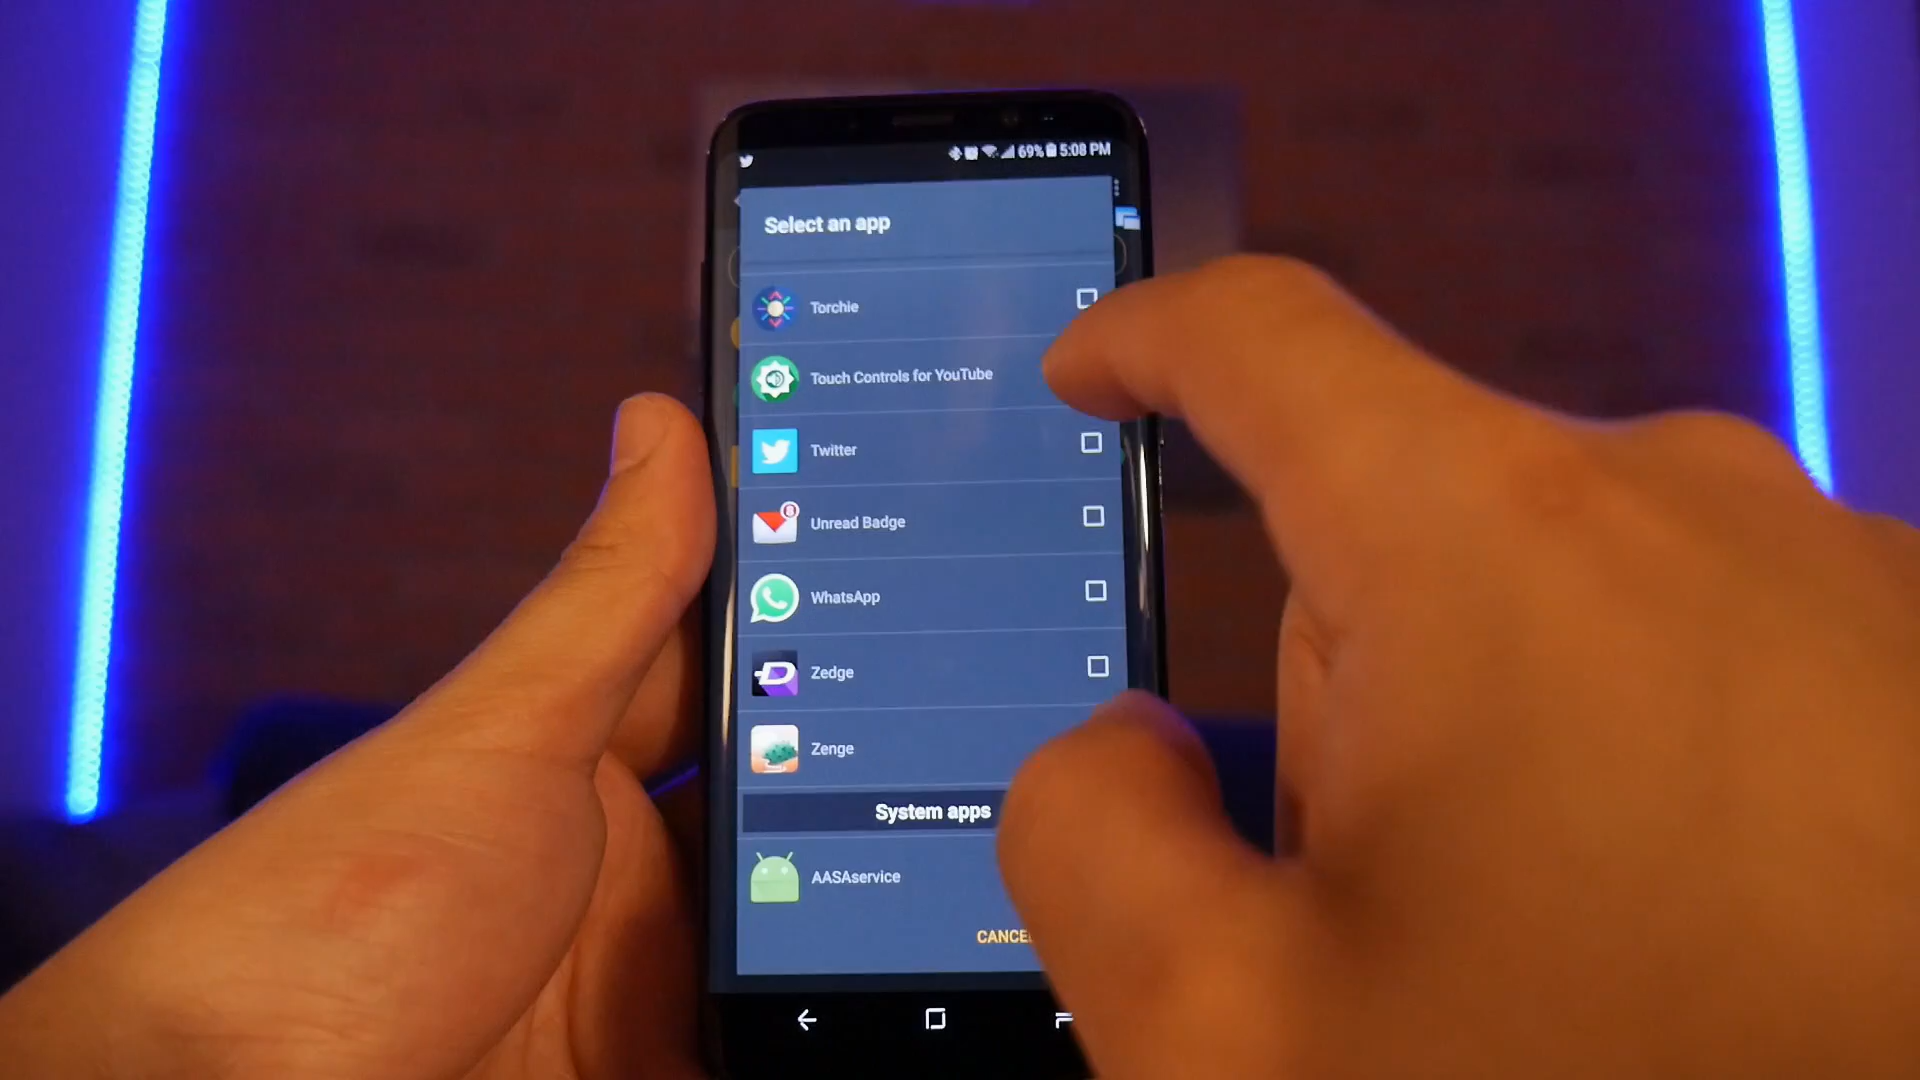 69% 5:08 PM
Select an app
Torchie
Touch Controls for YouTube
Twitter
8
Unread Badge
WhatsApp
Zedge
Zenge
System apps
AASAservice
CANCEL